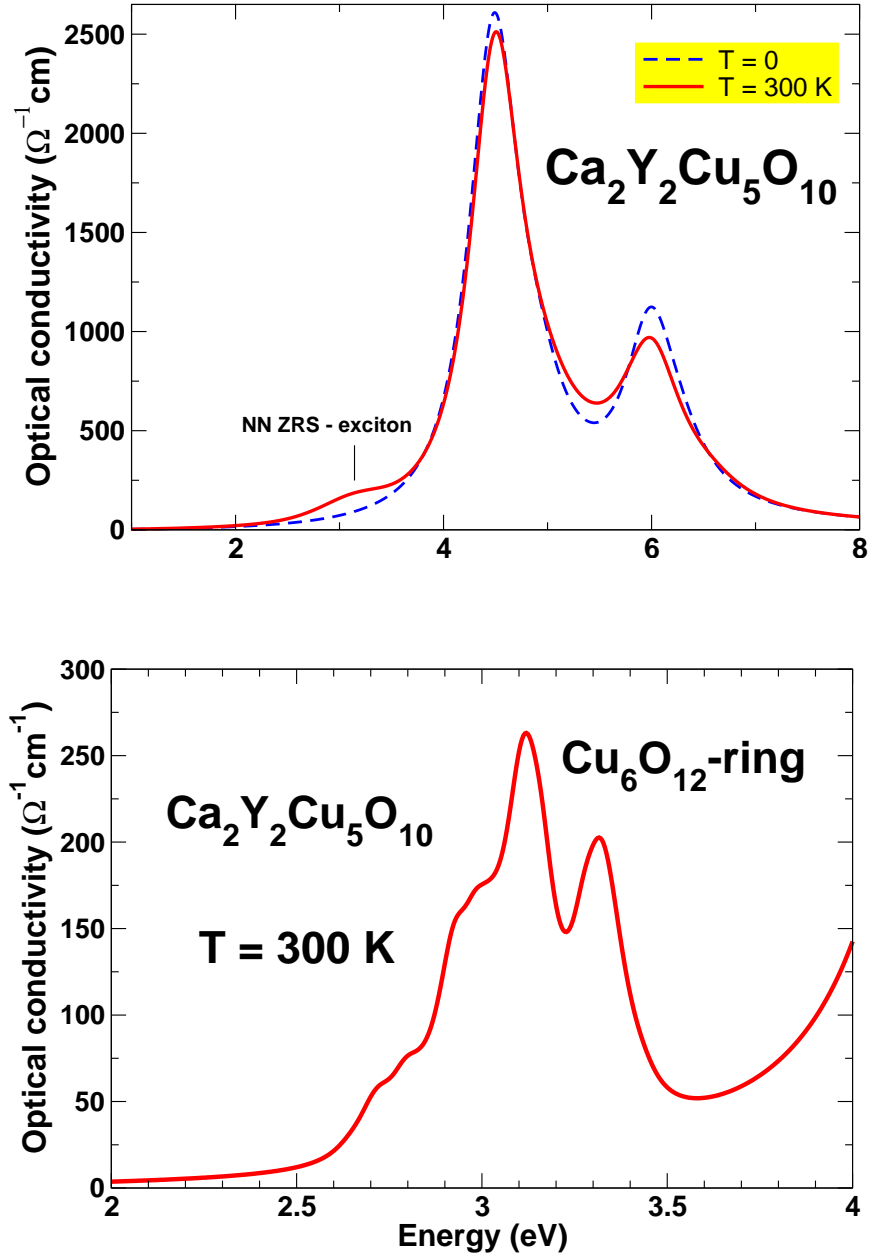 Optical conductivity (Ω⁻¹cm)
2500
2000
1500
1000
500
0
T = 0
T = 300 K
Ca₂Y₂Cu₅O₁₀
NN ZRS - exciton
2 4 6 8
Optical conductivity (Ω⁻¹cm⁻¹)
300
250
200
150
100
50
0
Cu₆O₁₂-ring
Ca₂Y₂Cu₅O₁₀
T = 300 K
2 2.5 3 3.5 4
Energy (eV)